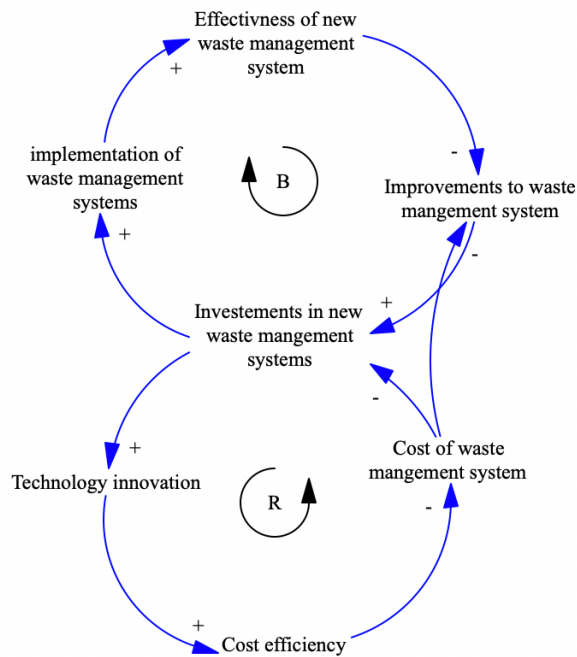 Effectivness of new
waste management
system
+
-
implementation of
waste management
systems
B
Improvements to waste
mangement system
+
-
+
Investements in new
waste mangement
systems
-
+
Cost of waste
mangement system
Technology innovation
R
-
+
Cost efficiency